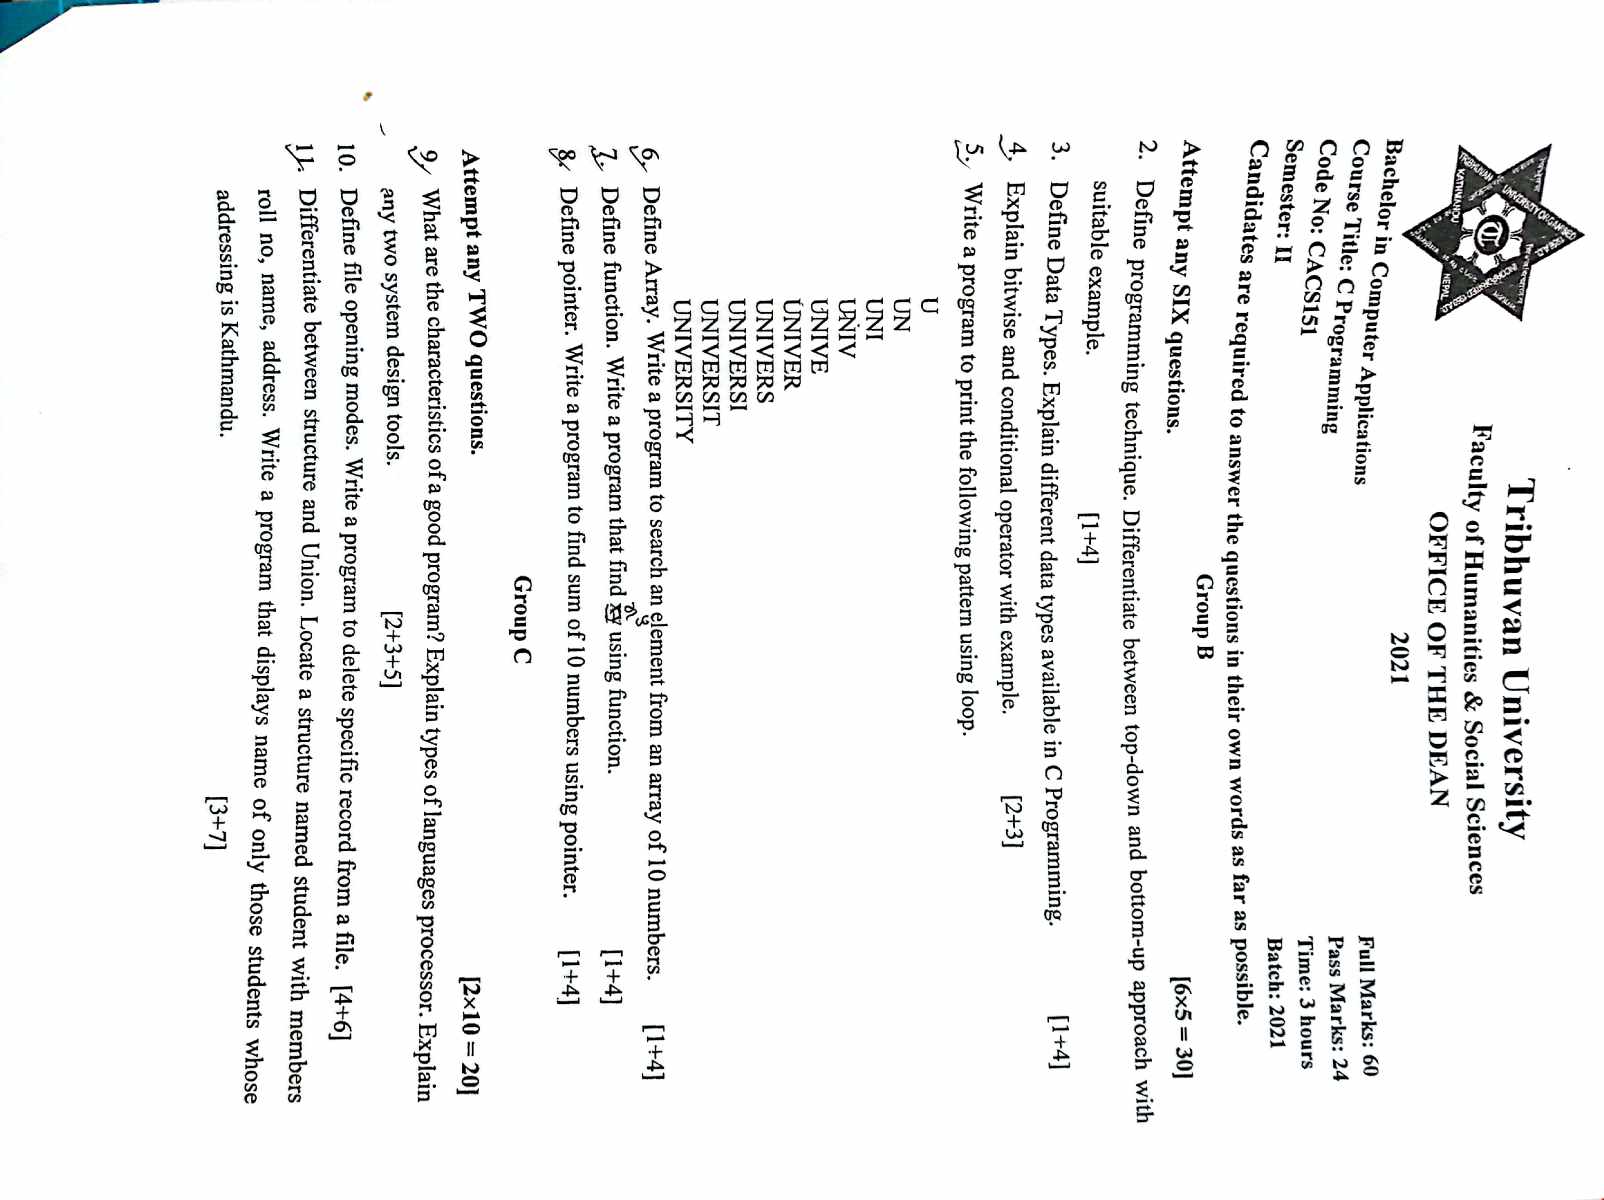 Tribhuvan University
Faculty of Humanities & Social Sciences
OFFICE OF THE DEAN
2021
KATHMANDU
NEPAL
Bachelor in Computer Applications
Course Title: C Programming
Code No: CACS151
Semester: II
Full Marks: 60
Pass Marks: 24
Time: 3 hours
Batch: 2021
Candidates are required to answer the questions in their own words as far as possible.
Group B
Attempt any SIX questions. [6×5 = 30]
2. Define programming technique. Differentiate between top-down and bottom-up approach with
suitable example. [1+4]
3. Define Data Types. Explain different data types available in C Programming. [1+4]
4. Explain bitwise and conditional operator with example. [2+3]
5. Write a program to print the following pattern using loop.
U
UN
UNI
UNIV
UNIVE
UNIVER
UNIVERS
UNIVERSI
UNIVERSIT
UNIVERSITY
6. Define Array. Write a program to search an element from an array of 10 numbers. [1+4]
7. Define function. Write a program that find xy using function. [1+4]
8. Define pointer. Write a program to find sum of 10 numbers using pointer. [1+4]
Group C
Attempt any TWO questions. [2×10 = 20]
9. What are the characteristics of a good program? Explain types of languages processor. Explain
any two system design tools. [2+3+5]
10. Define file opening modes. Write a program to delete specific record from a file. [4+6]
11. Differentiate between structure and Union. Locate a structure named student with members
roll no, name, address. Write a program that displays name of only those students whose
addressing is Kathmandu. [3+7]